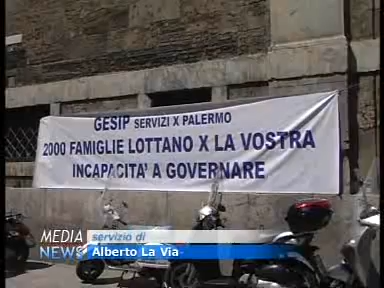 GESIP SERVIZI X PALERMO
2000 FAMIGLIE LOTTANO X LA VOSTRA
INCAPACITA' A GOVERNARE
MEDIA
NEWS
servizio di
Alberto La Via